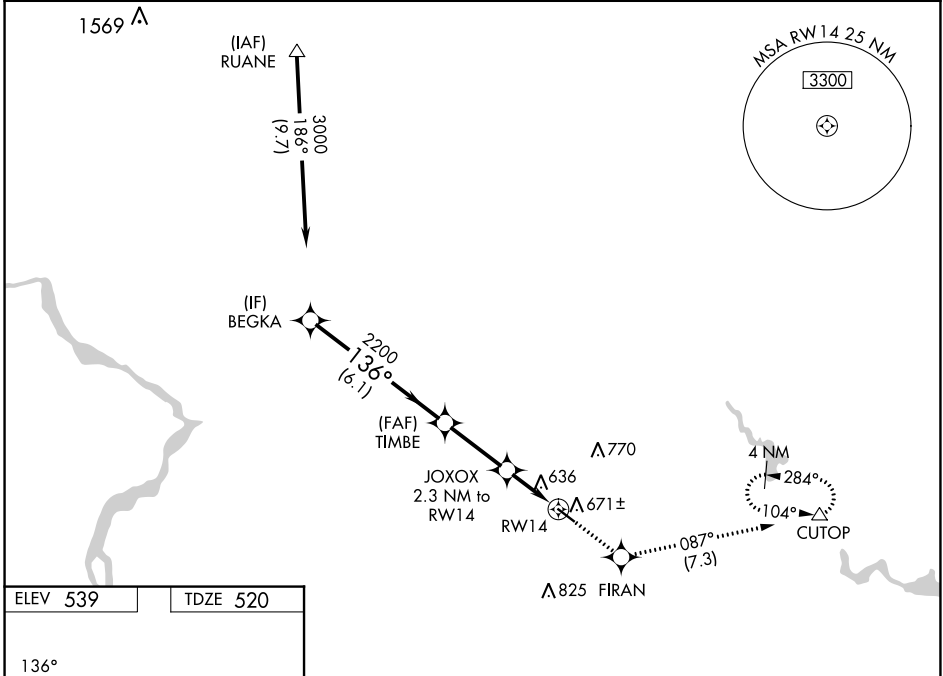 1569
(IAF)
RUANE
3000
186°
(9.7)
MSA RW14 25 NM
3300
(IF)
BEGKA
2200
136°
(6.1)
(FAF)
TIMBE
JOXOX
2.3 NM to
RW14
636
770
671±
RW14
4 NM
284°
104°
CUTOP
087°
(7.3)
825
FIRAN
ELEV 539
TDZE 520
136°